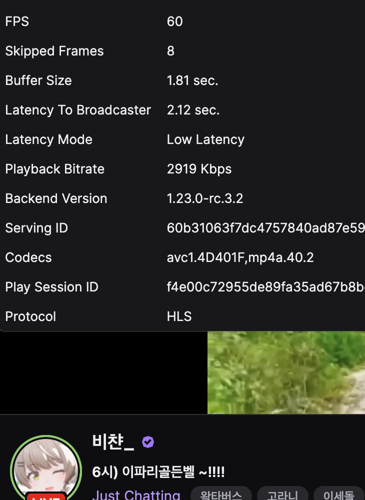 FPS 60
Skipped Frames 8
Buffer Size 1.81 sec.
Latency To Broadcaster 2.12 sec.
Latency Mode Low Latency
Playback Bitrate 2919 Kbps
Backend Version 1.23.0-rc.3.2
Serving ID 60b31063f7dc4757840ad87e59
Codecs avc1.4D401F,mp4a.40.2
Play Session ID f4e00c72955de89fa35ad67b8b
Protocol HLS
비챤_
6시) 이파리골든벨 ~!!!!
Just Chatting 왁타버스 고라니 이세돌